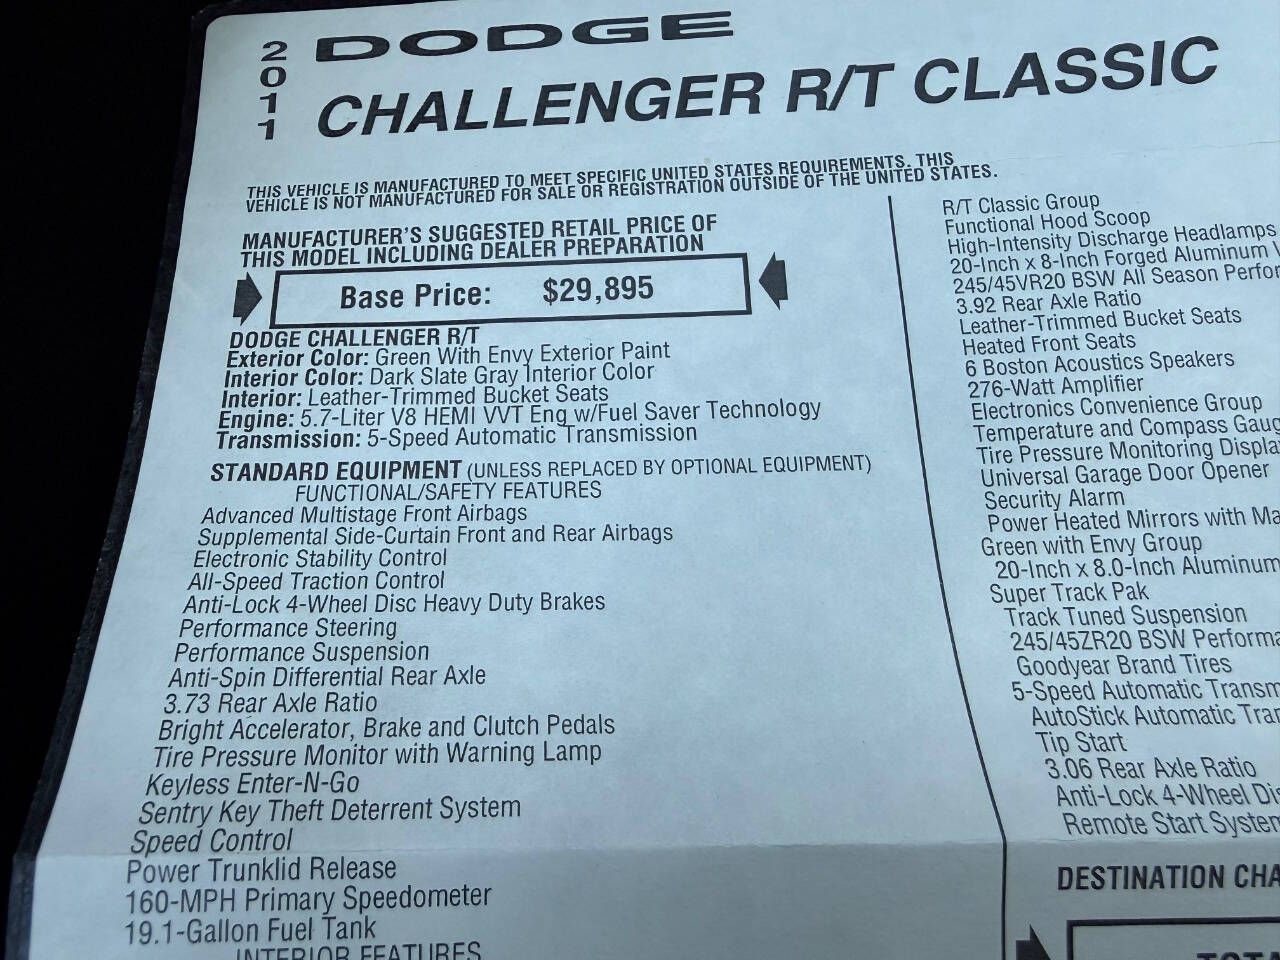 2011
DODGE
CHALLENGER R/T CLASSIC
THIS VEHICLE IS MANUFACTURED TO MEET SPECIFIC UNITED STATES REQUIREMENTS. THIS
VEHICLE IS NOT MANUFACTURED FOR SALE OR REGISTRATION OUTSIDE OF THE UNITED STATES.
MANUFACTURER'S SUGGESTED RETAIL PRICE OF
THIS MODEL INCLUDING DEALER PREPARATION
Base Price: $29,895
DODGE CHALLENGER R/T
Exterior Color: Green With Envy Exterior Paint
Interior Color: Dark Slate Gray Interior Color
Interior: Leather-Trimmed Bucket Seats
Engine: 5.7-Liter V8 HEMI VVT Eng w/Fuel Saver Technology
Transmission: 5-Speed Automatic Transmission
STANDARD EQUIPMENT (UNLESS REPLACED BY OPTIONAL EQUIPMENT)
FUNCTIONAL/SAFETY FEATURES
Advanced Multistage Front Airbags
Supplemental Side-Curtain Front and Rear Airbags
Electronic Stability Control
All-Speed Traction Control
Anti-Lock 4-Wheel Disc Heavy Duty Brakes
Performance Steering
Performance Suspension
Anti-Spin Differential Rear Axle
3.73 Rear Axle Ratio
Bright Accelerator, Brake and Clutch Pedals
Tire Pressure Monitor with Warning Lamp
Keyless Enter-N-Go
Sentry Key Theft Deterrent System
Speed Control
Power Trunklid Release
160-MPH Primary Speedometer
19.1-Gallon Fuel Tank
INTERIOR FEATURES
R/T Classic Group
Functional Hood Scoop
High-Intensity Discharge Headlamps
20-Inch x 8-Inch Forged Aluminum
245/45VR20 BSW All Season Perfor
3.92 Rear Axle Ratio
Leather-Trimmed Bucket Seats
Heated Front Seats
6 Boston Acoustics Speakers
276-Watt Amplifier
Electronics Convenience Group
Temperature and Compass Gaug
Tire Pressure Monitoring Displa
Universal Garage Door Opener
Security Alarm
Power Heated Mirrors with Ma
Green with Envy Group
20-Inch x 8.0-Inch Aluminum
Super Track Pak
Track Tuned Suspension
245/45ZR20 BSW Performa
Goodyear Brand Tires
5-Speed Automatic Transm
AutoStick Automatic Tran
Tip Start
3.06 Rear Axle Ratio
Anti-Lock 4-Wheel Dis
Remote Start System
DESTINATION CHA
TOTA